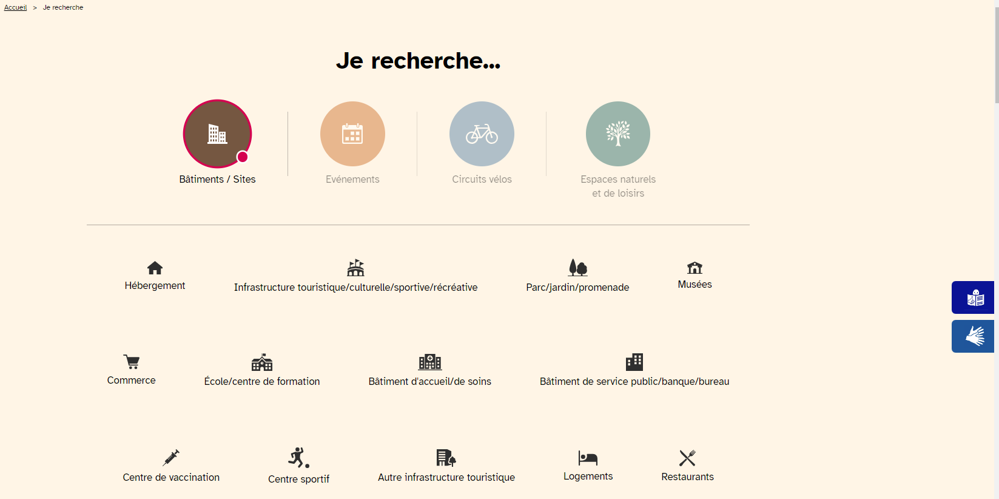 Accueil > Je recherche
Je recherche...
Bâtiments / Sites
Evénements
Circuits vélos
Espaces naturels
et de loisirs
Hébergement
Infrastructure touristique/culturelle/sportive/récréative
Parc/jardin/promenade
Musées
Commerce
École/centre de formation
Bâtiment d'accueil/de soins
Bâtiment de service public/banque/bureau
Centre de vaccination
Centre sportif
Autre infrastructure touristique
Logements
Restaurants